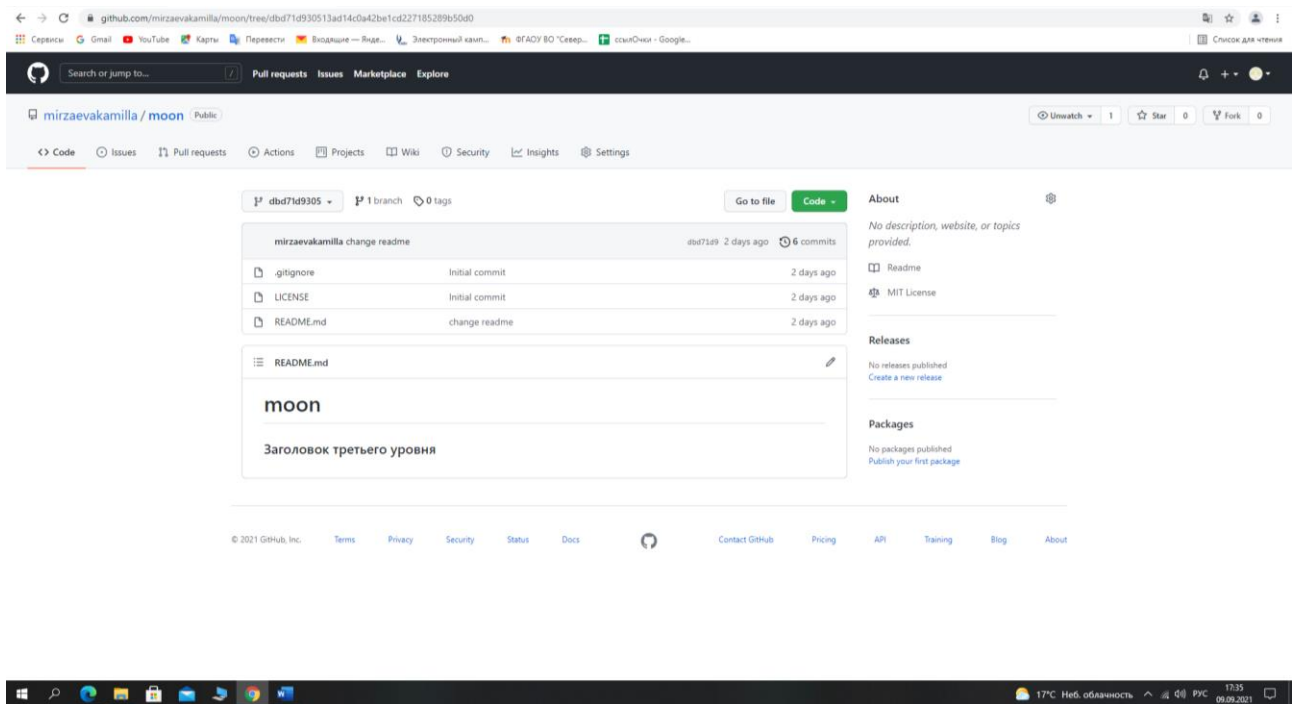 github.com/mirzaevakamilla/moon/tree/dbd71d930513ad14c0a42be1cd227185289b50d0
Сервисы Gmail YouTube Карты Перевести Входящие — Янде... Электронный камп... ФГАОУ ВО "Север... ссылОчки - Google... Список для чтения
Search or jump to... / Pull requests Issues Marketplace Explore
mirzaevakamilla / moon Public Unwatch 1 Star 0 Fork 0
Code Issues Pull requests Actions Projects Wiki Security Insights Settings
dbd71d9305 1 branch 0 tags Go to file Code About
No description, website, or topics
provided.
mirzaevakamilla change readme dbd71d9 2 days ago 6 commits
.gitignore Initial commit 2 days ago
LICENSE Initial commit 2 days ago
README.md change readme 2 days ago
Readme
MIT License
Releases
No releases published
Create a new release
README.md
moon
Заголовок третьего уровня
Packages
No packages published
Publish your first package
© 2021 GitHub, Inc. Terms Privacy Security Status Docs Contact GitHub Pricing API Training Blog About
17°C Неб. облачность РУС 17:35
09.09.2021